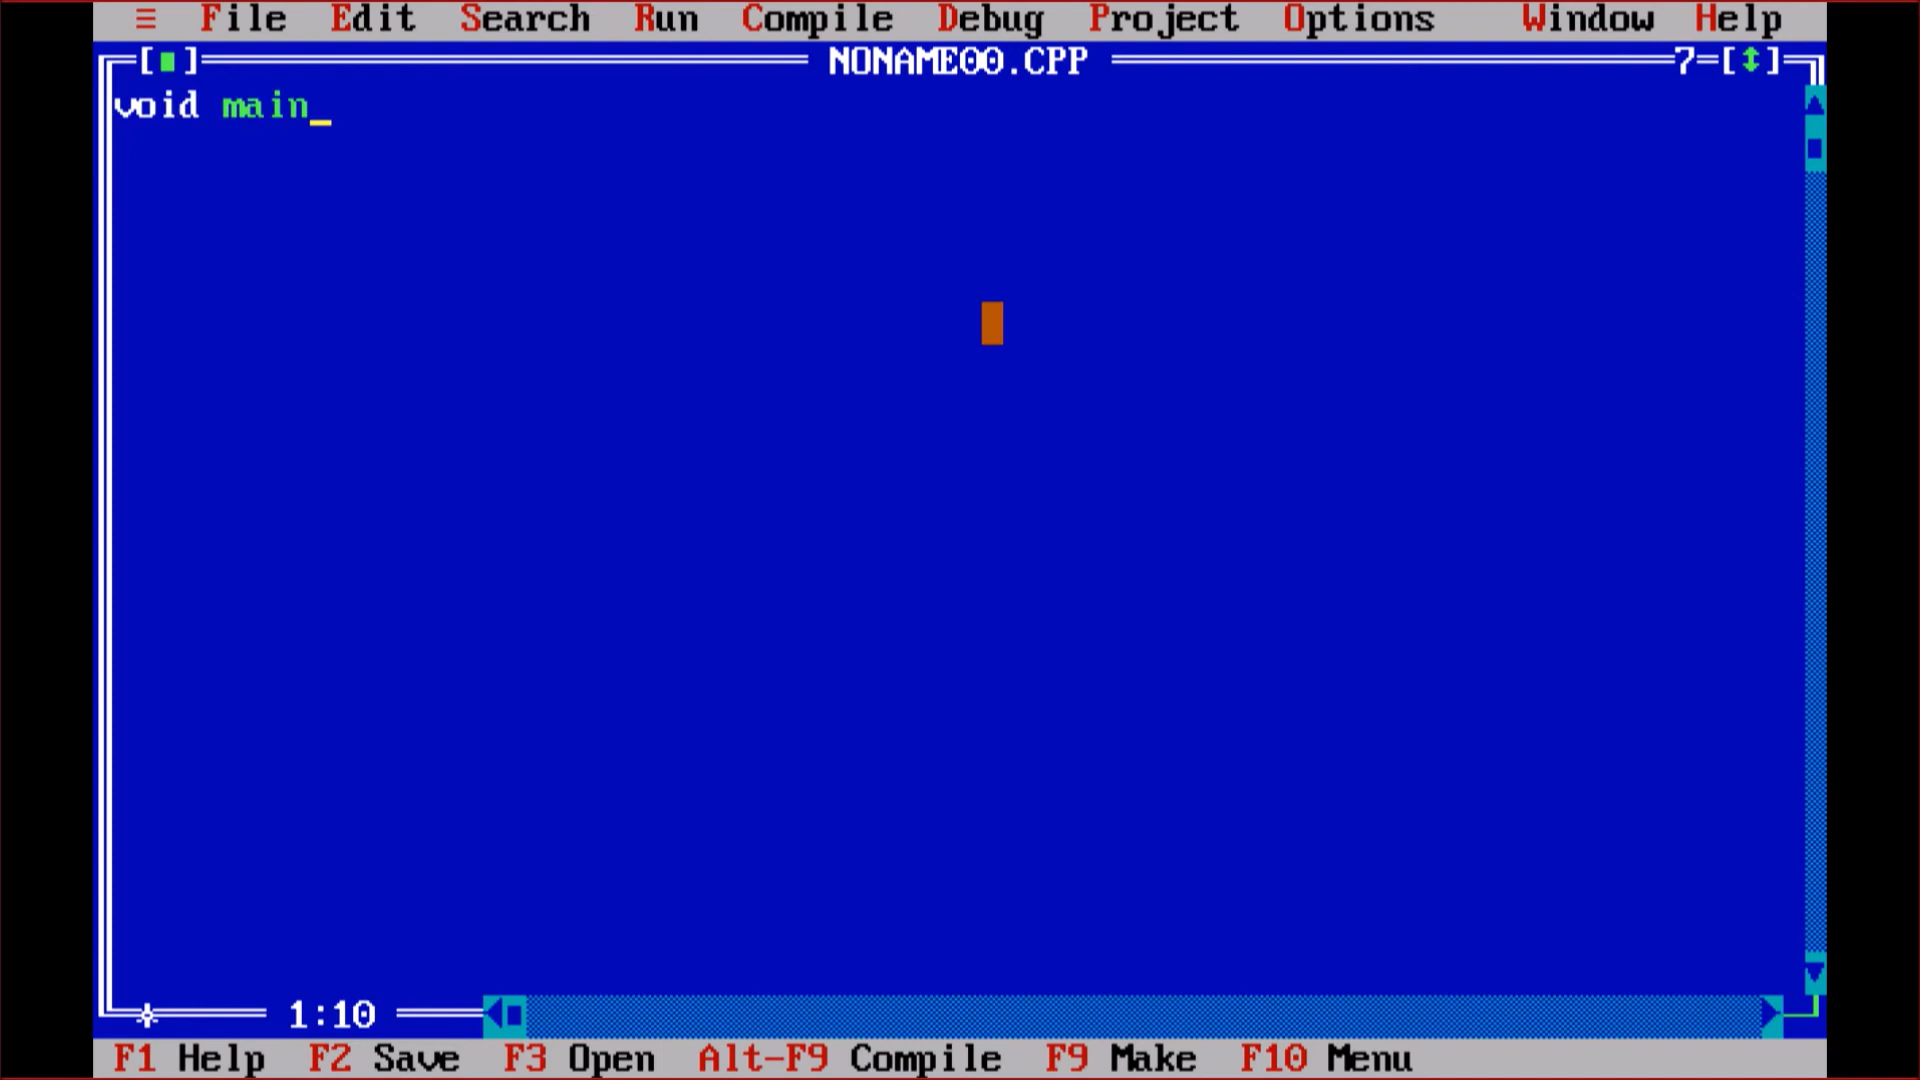 ≡ File Edit Search Run Compile Debug Project Options Window Help
[■] NONAME00.CPP 7=[↕]
void main_
1:10
F1 Help F2 Save F3 Open Alt-F9 Compile F9 Make F10 Menu